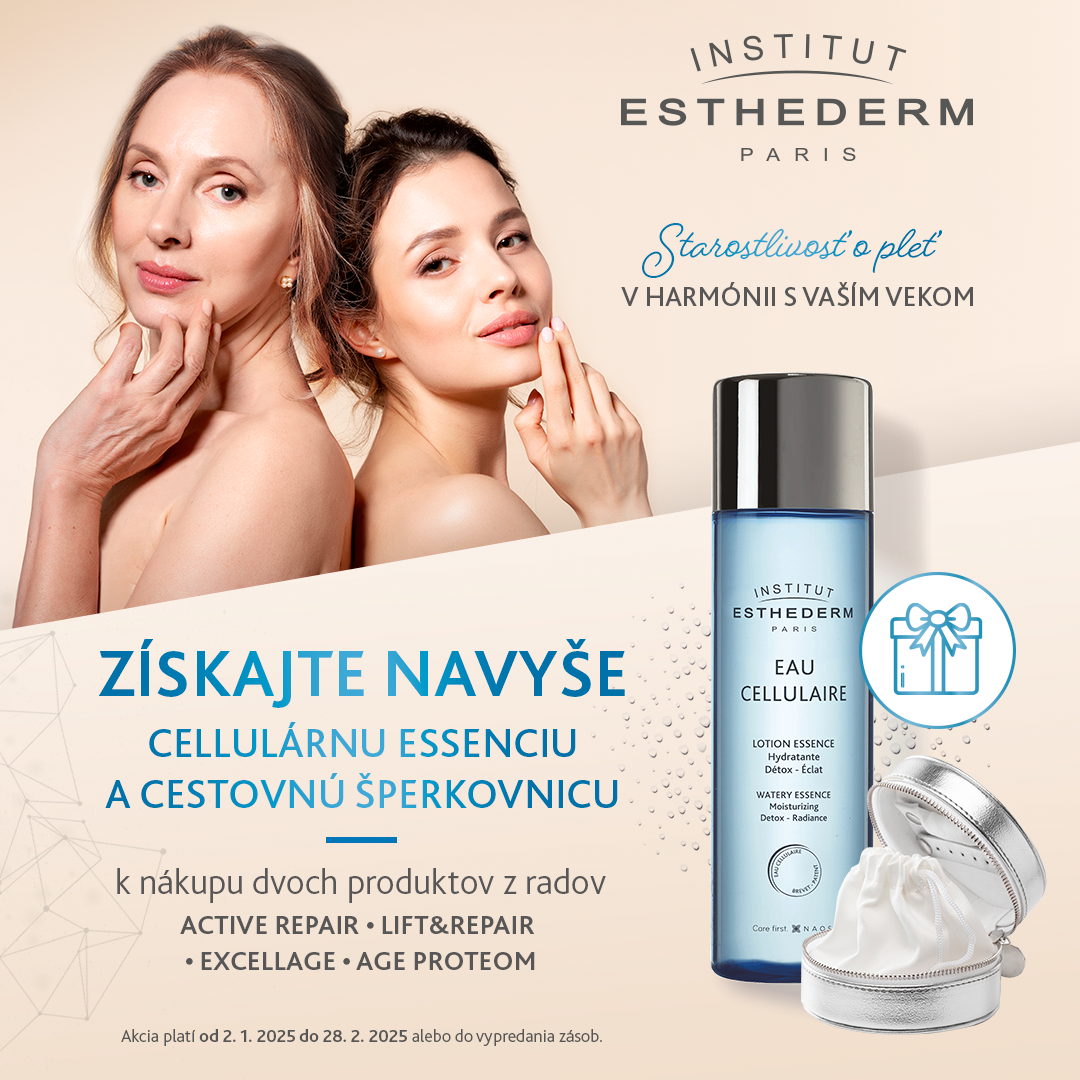 INSTITUT
ESTHEDERM
PARIS
Starostlivosť o pleť
V HARMÓNII S VAŠÍM VEKOM
INSTITUT
ESTHEDERM
PARIS
EAU
CELLULAIRE
LOTION ESSENCE
Hydratante
Détox - Éclat
WATERY ESSENCE
Moisturizing
Detox - Radiance
EAU CELLULAIRE
BREVET - PATENT
Care first. NAOS
ZÍSKAJTE NAVYŠE
CELLULÁRNU ESSENCIU
A CESTOVNÚ ŠPERKOVNICU
k nákupu dvoch produktov z radov
ACTIVE REPAIR • LIFT&REPAIR
• EXCELLAGE • AGE PROTEOM
Akcia platí od 2. 1. 2025 do 28. 2. 2025 alebo do vypredania zásob.